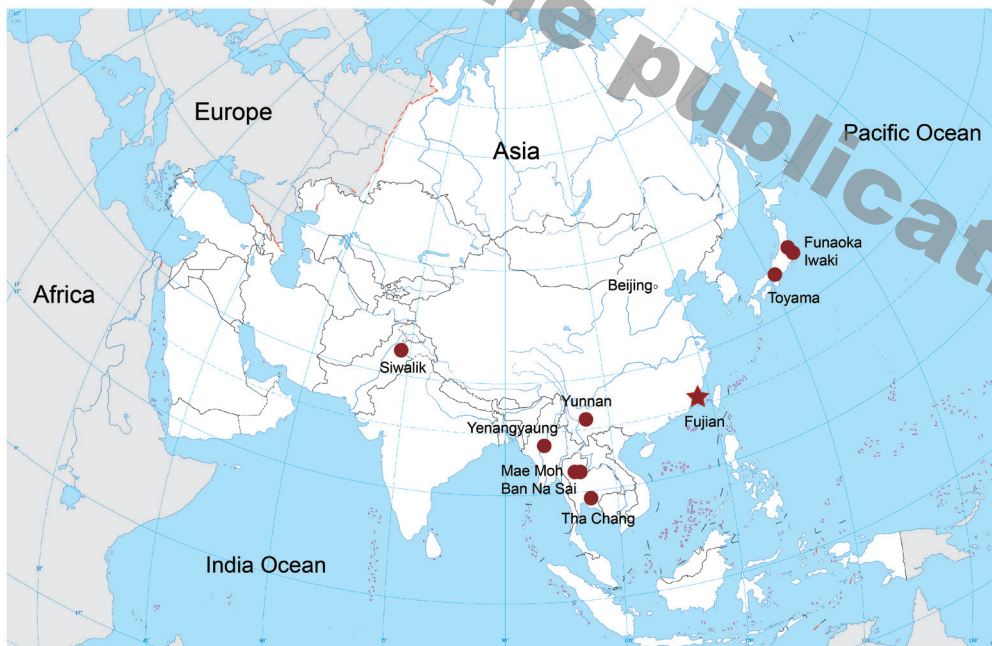 he publicat
Europe
Asia
Pacific Ocean
Africa
Beijing
Funaoka
Iwaki
Toyama
Siwalik
Yunnan
Fujian
Yenangyaung
Mae Moh
Ban Na Sai
Tha Chang
India Ocean